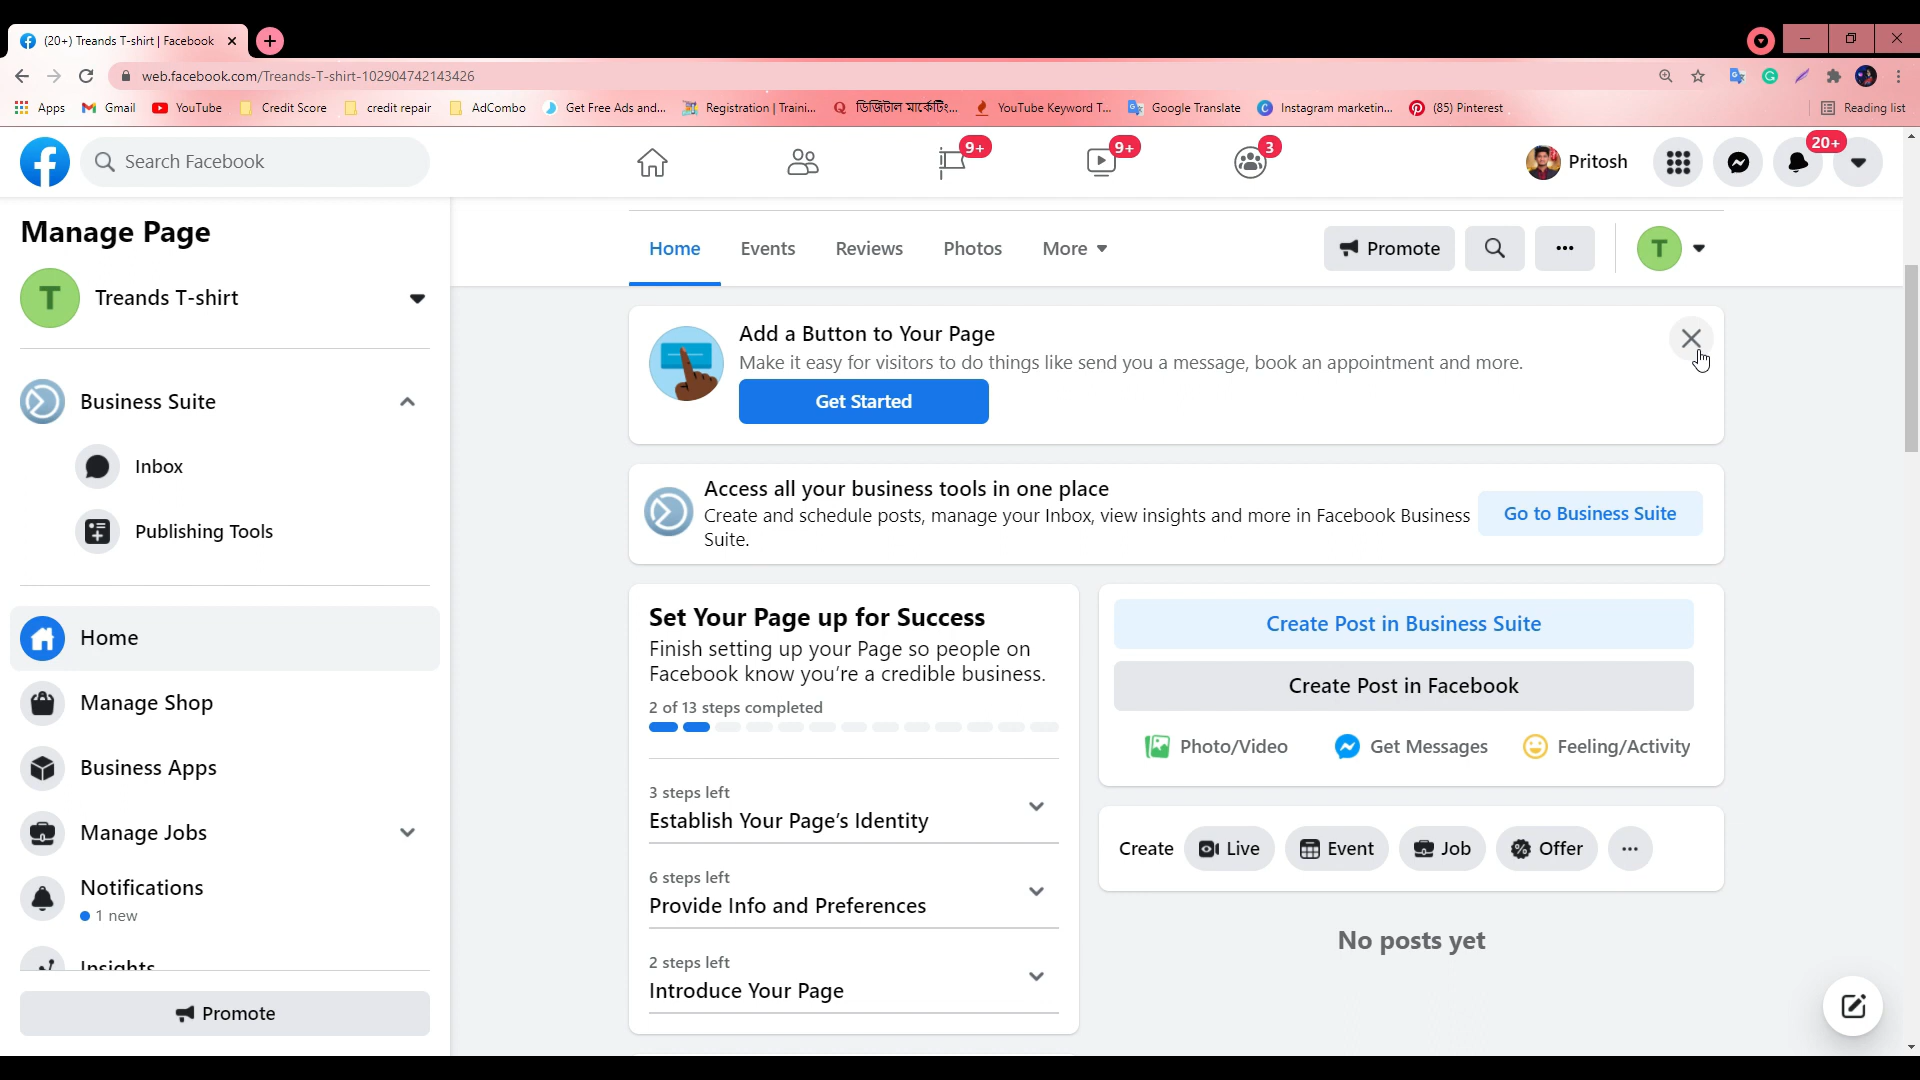 (20+) Treands T-shirt | Facebook
web.facebook.com/Treands-T-shirt-102904742143426
Apps Gmail YouTube Credit Score credit repair AdCombo Get Free Ads and... Registration | Traini... ডিজিটাল মার্কেটিং... YouTube Keyword T... Google Translate Instagram marketin... (85) Pinterest Reading list
Search Facebook 9+ 9+ 3 Pritosh 20+
Manage Page
T Treands T-shirt
Business Suite
Inbox
Publishing Tools
Home
Manage Shop
Business Apps
Manage Jobs
Notifications
1 new
Insights
Promote
Home Events Reviews Photos More Promote T
Add a Button to Your Page
Make it easy for visitors to do things like send you a message, book an appointment and more.
Get Started
Access all your business tools in one place
Create and schedule posts, manage your Inbox, view insights and more in Facebook Business
Suite.
Go to Business Suite
Set Your Page up for Success
Finish setting up your Page so people on
Facebook know you're a credible business.
2 of 13 steps completed
3 steps left
Establish Your Page's Identity
6 steps left
Provide Info and Preferences
2 steps left
Introduce Your Page
Create Post in Business Suite
Create Post in Facebook
Photo/Video Get Messages Feeling/Activity
Create Live Event Job Offer
No posts yet